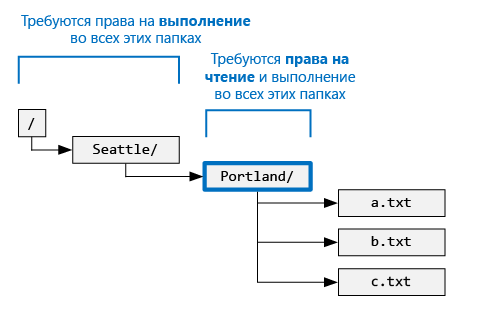 Требуются права на выполнение
во всех этих папках
Требуются права на
чтение и выполнение
во всех этих папках
/
Seattle/
Portland/
a.txt
b.txt
c.txt